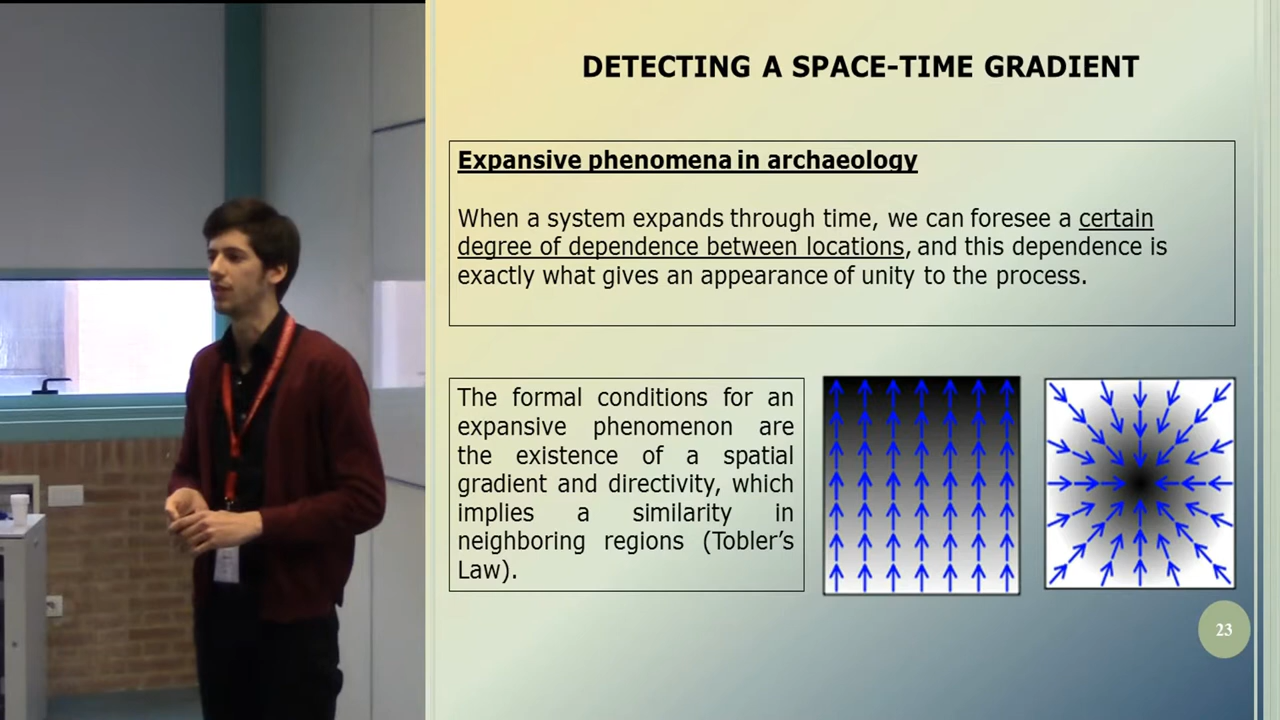 DETECTING A SPACE-TIME GRADIENT
Expansive phenomena in archaeology
When a system expands through time, we can foresee a certain
degree of dependence between locations, and this dependence is
exactly what gives an appearance of unity to the process.
The formal conditions for an
expansive phenomenon are
the existence of a spatial
gradient and directivity, which
implies a similarity in
neighboring regions (Tobler’s
Law).
23